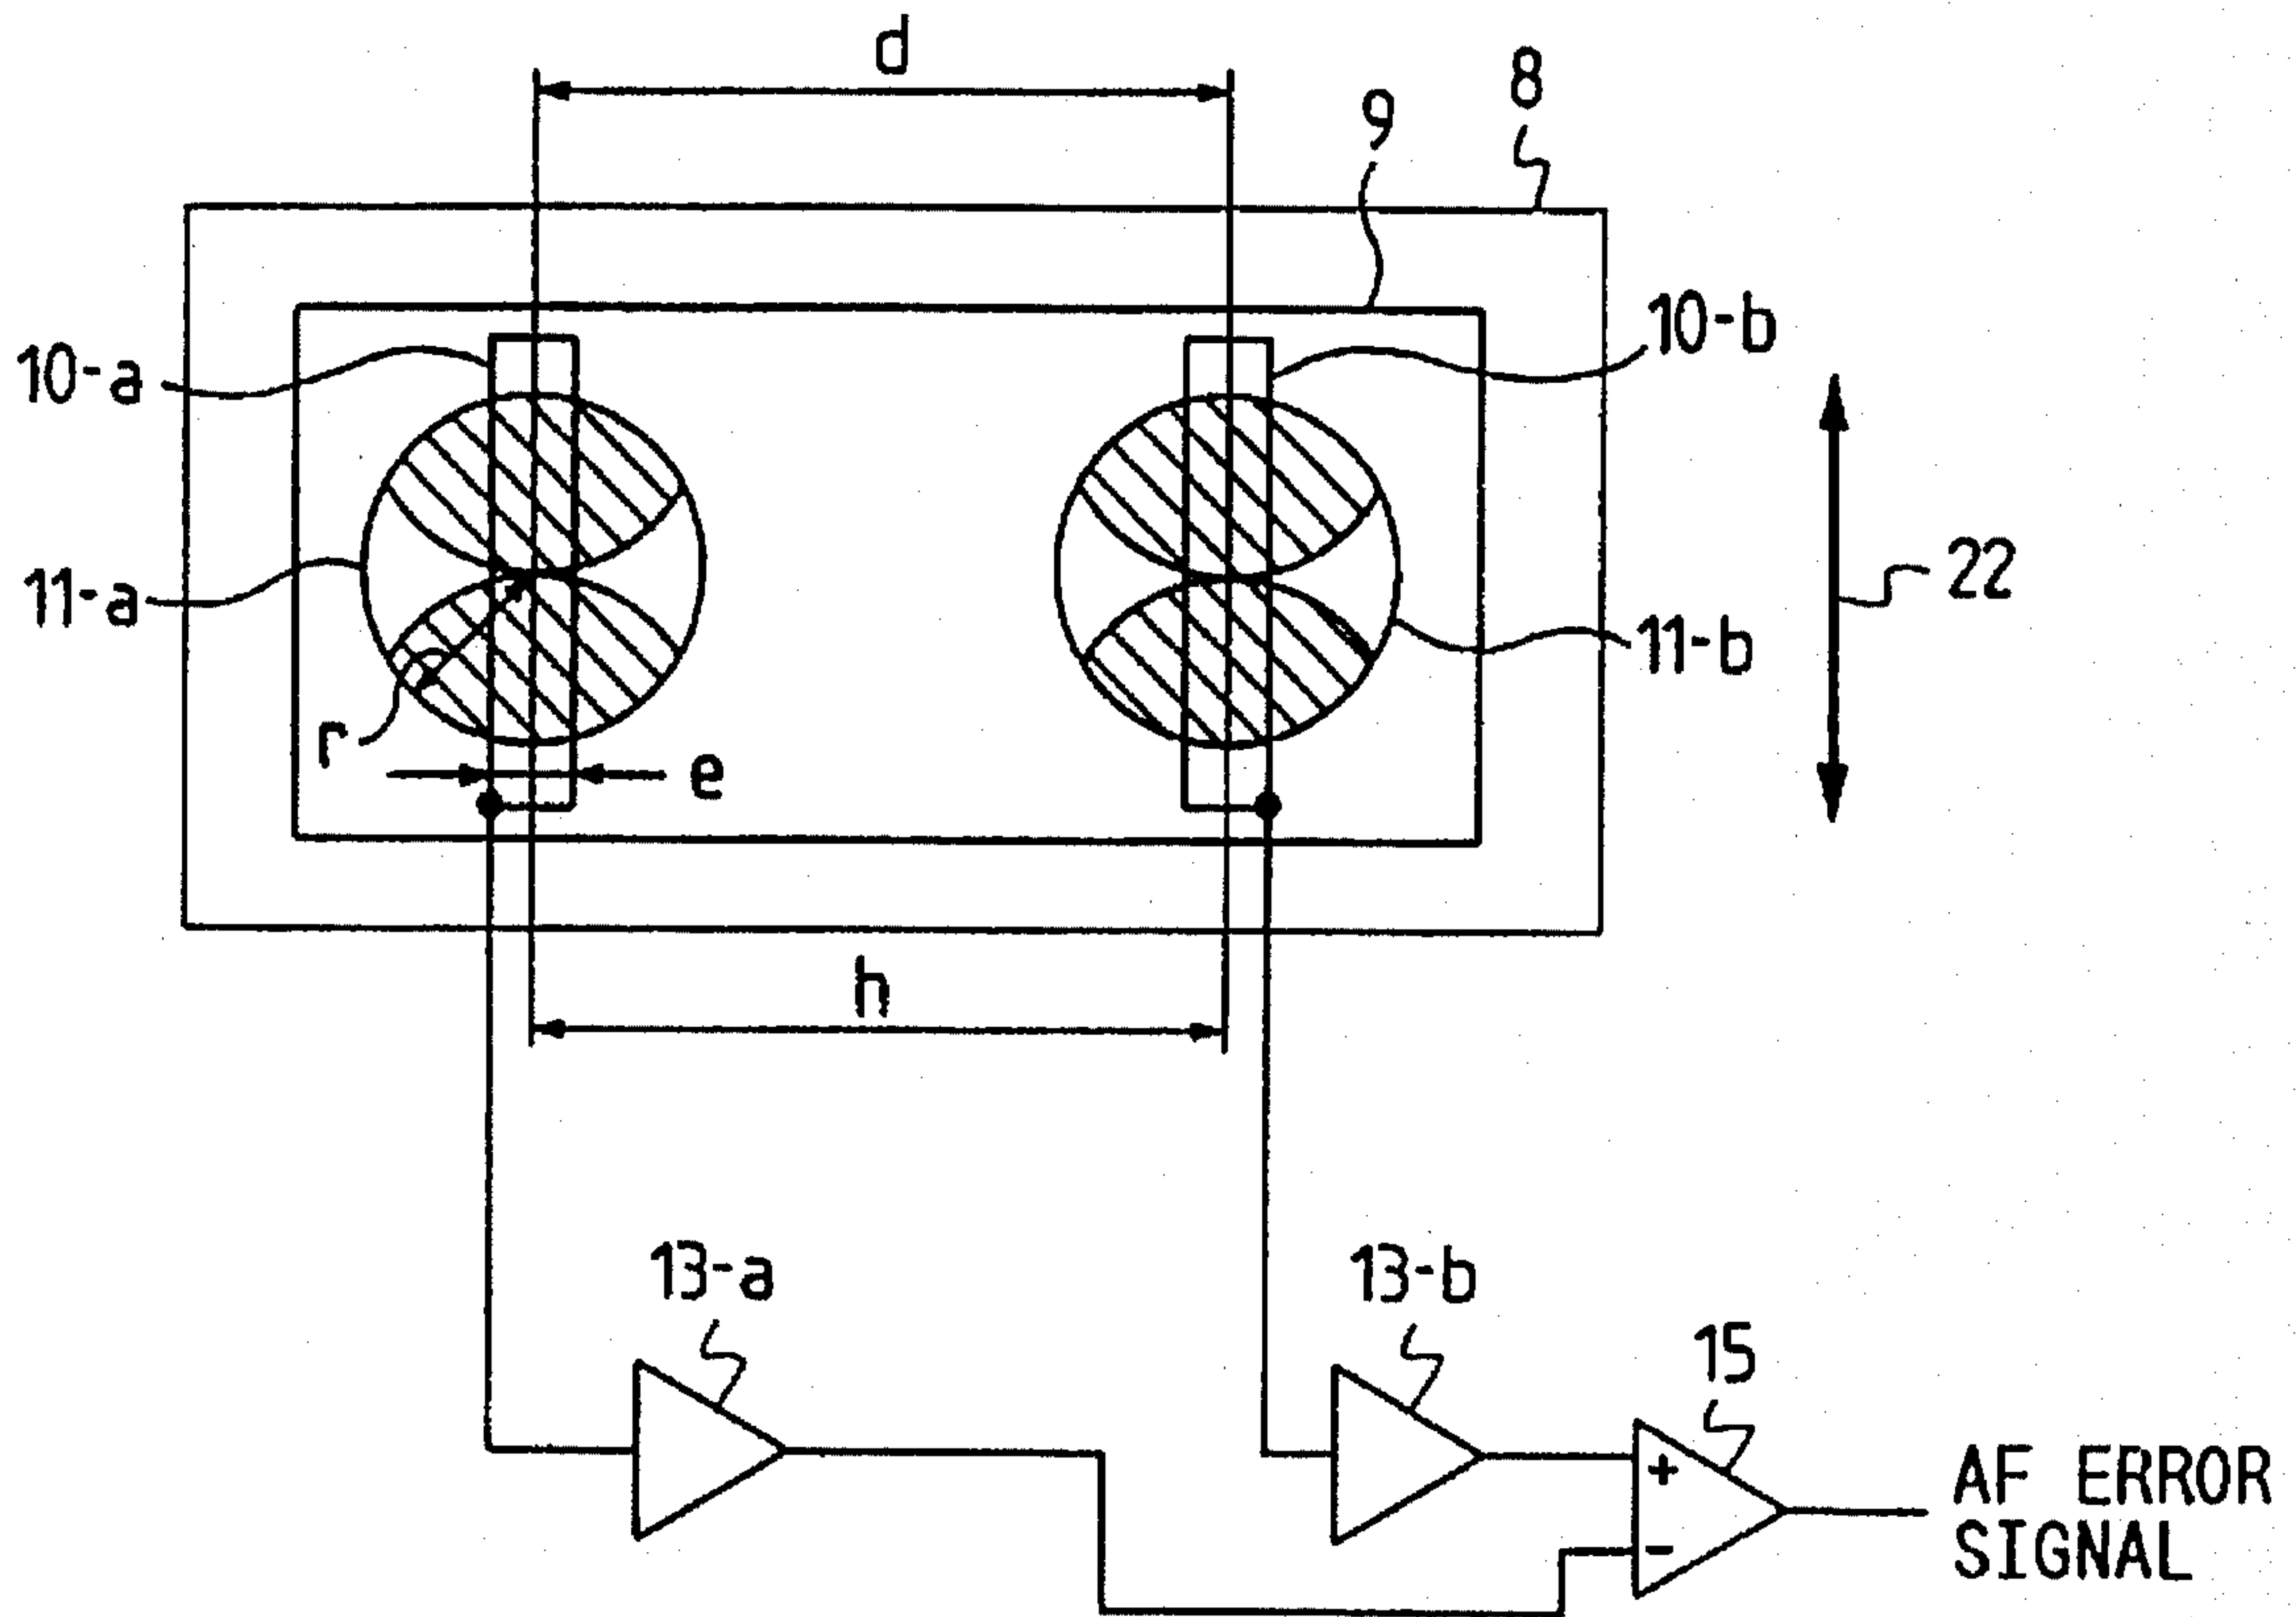 d
8
9
10-a
10-b
11-a
22
11-b
r
e
h
13-a
13-b
15
+
-
AF ERROR
SIGNAL